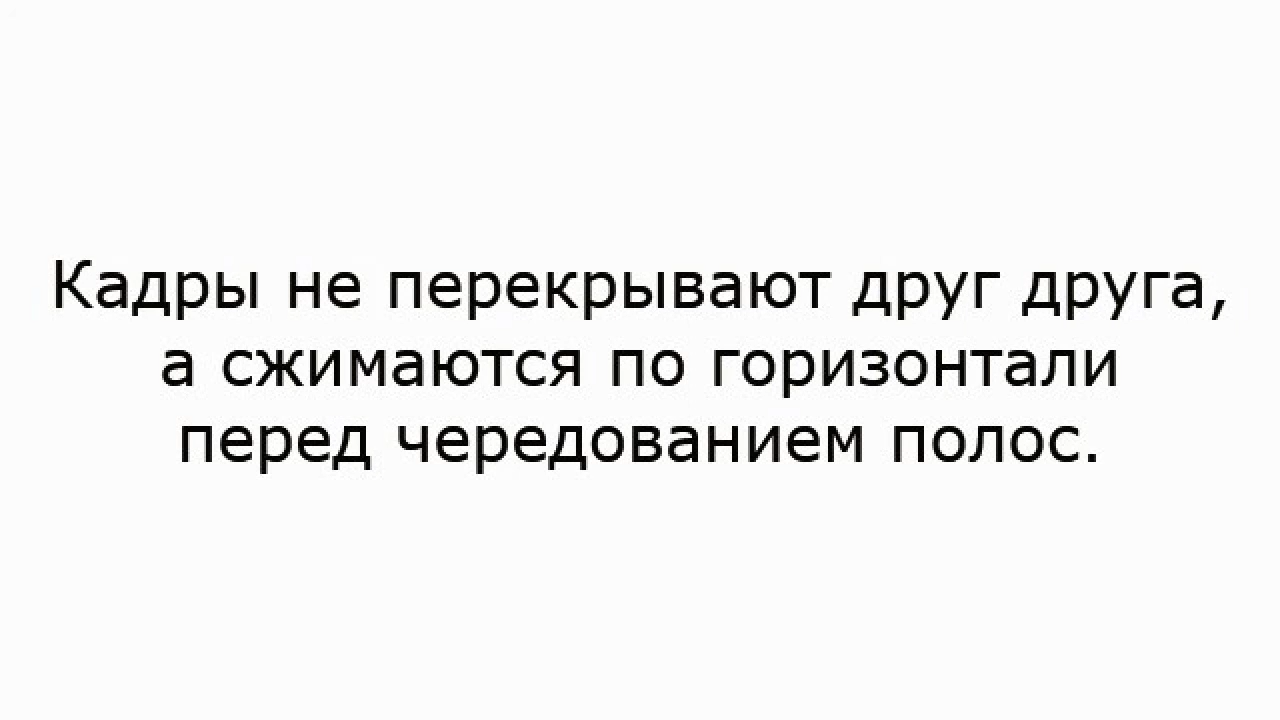 Кадры не перекрывают друг друга,
а сжимаются по горизонтали
перед чередованием полос.